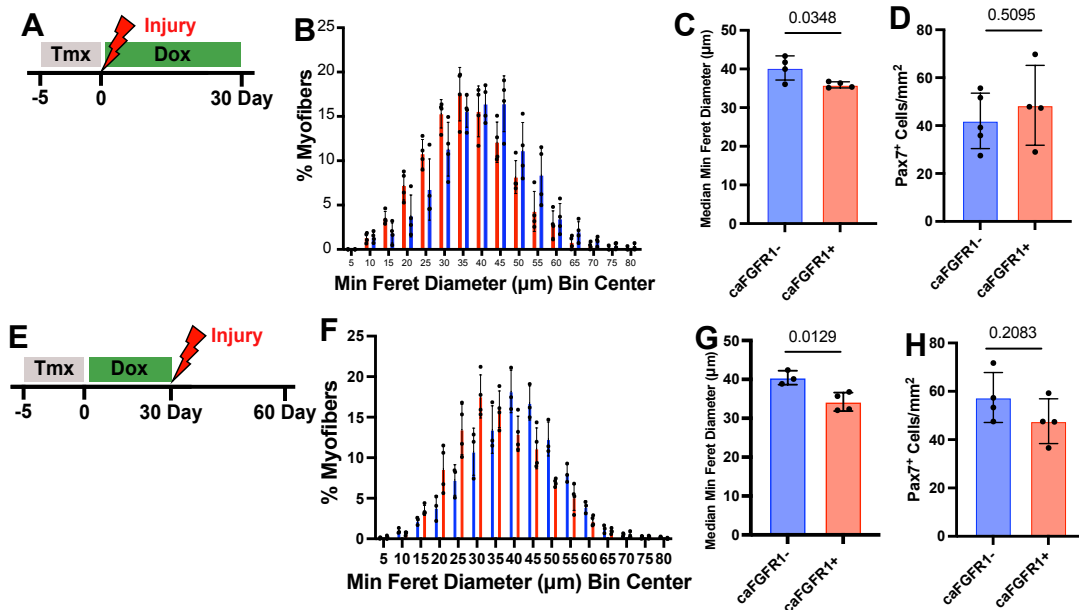 A
Injury
Tmx
Dox
-5
0
30 Day
B
% Myofibers
25
20
15
10
5
0
5
10
15
20
25
30
35
40
45
50
55
60
65
70
75
80
Min Feret Diameter (µm) Bin Center
C
0.0348
Median Min Feret Diameter (µm)
50
40
30
20
10
0
caFGFR1-
caFGFR1+
D
0.5095
Pax7+ Cells/mm2
80
60
40
20
0
caFGFR1-
caFGFR1+
E
Injury
Tmx
Dox
-5
0
30 Day
60 Day
F
% Myofibers
25
20
15
10
5
0
5
10
15
20
25
30
35
40
45
50
55
60
65
70
75
80
Min Feret Diameter (µm) Bin Center
G
0.0129
Median Min Feret Diameter (µm)
50
40
30
20
10
0
caFGFR1-
caFGFR1+
H
0.2083
Pax7+ Cells/mm2
80
60
40
20
0
caFGFR1-
caFGFR1+